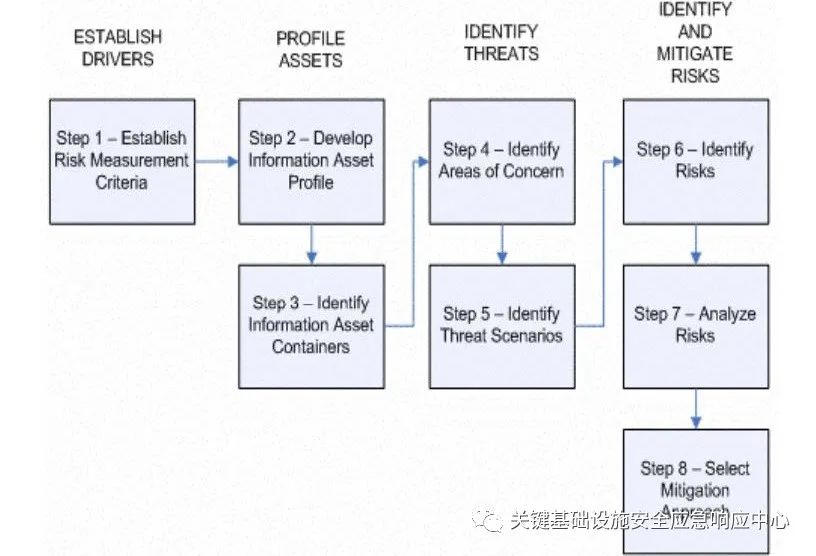 ESTABLISH
DRIVERS
PROFILE
ASSETS
IDENTIFY
THREATS
IDENTIFY
AND
MITIGATE
RISKS
Step 1 – Establish
Risk Measurement
Criteria
Step 2 – Develop
Information Asset
Profile
Step 3 – Identify
Information Asset
Containers
Step 4 – Identify
Areas of Concern
Step 5 – Identify
Threat Scenarios
Step 6 – Identify
Risks
Step 7 – Analyze
Risks
Step 8 – Select
Mitigation
Approach
关键基础设施安全应急响应中心